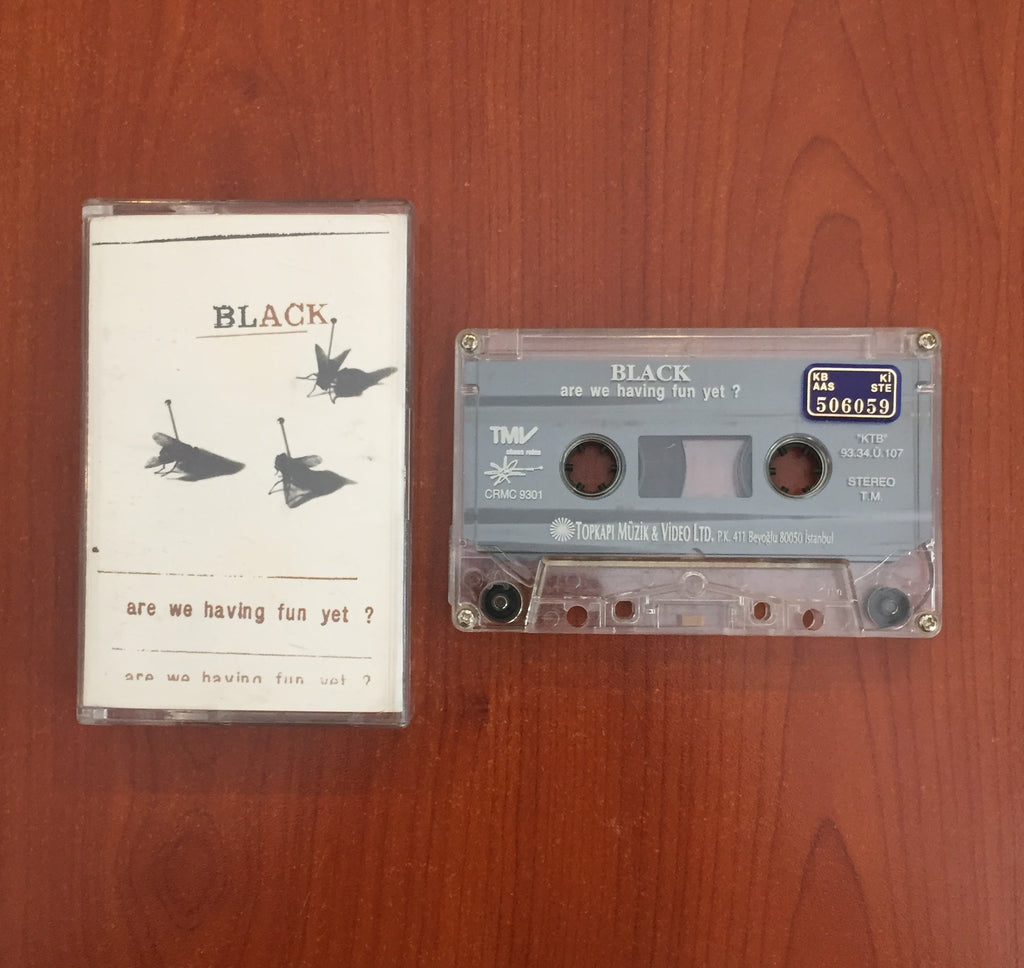 BLACK.
are we having fun yet ?
are we having fun yet ?
BLACK
are we having fun yet ?
KB Kİ
AAS STE
506059
TMV
chaos reins
CRMC 9301
"KTB"
93.34.Ü.107
STEREO
T.M.
TOPKAPI MÜZİK & VİDEO LTD. P.K. 411 Beyoğlu 80050 İstanbul